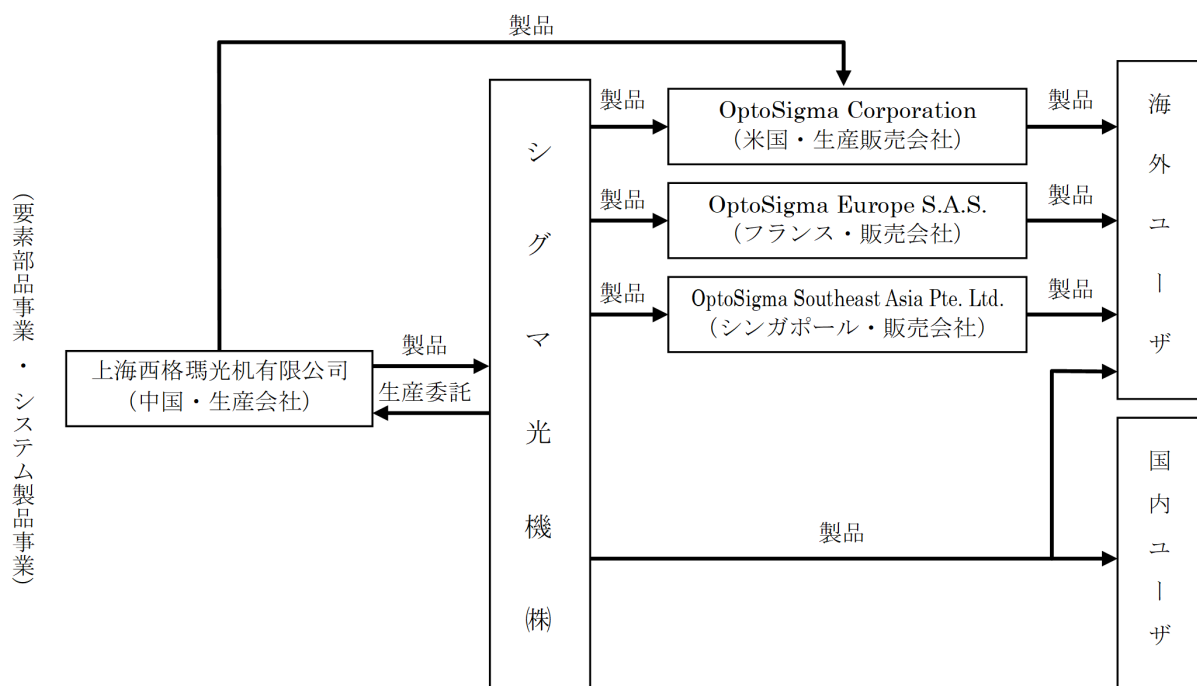 製品
(要素部品事業・システム製品事業)
上海西格瑪光机有限公司
（中国・生産会社）
製品
生産委託
シグマ光機㈱
製品
OptoSigma Corporation
（米国・生産販売会社）
製品
製品
OptoSigma Europe S.A.S.
（フランス・販売会社）
製品
製品
OptoSigma Southeast Asia Pte. Ltd.
（シンガポール・販売会社）
製品
製品
海外ユーザ
国内ユーザ